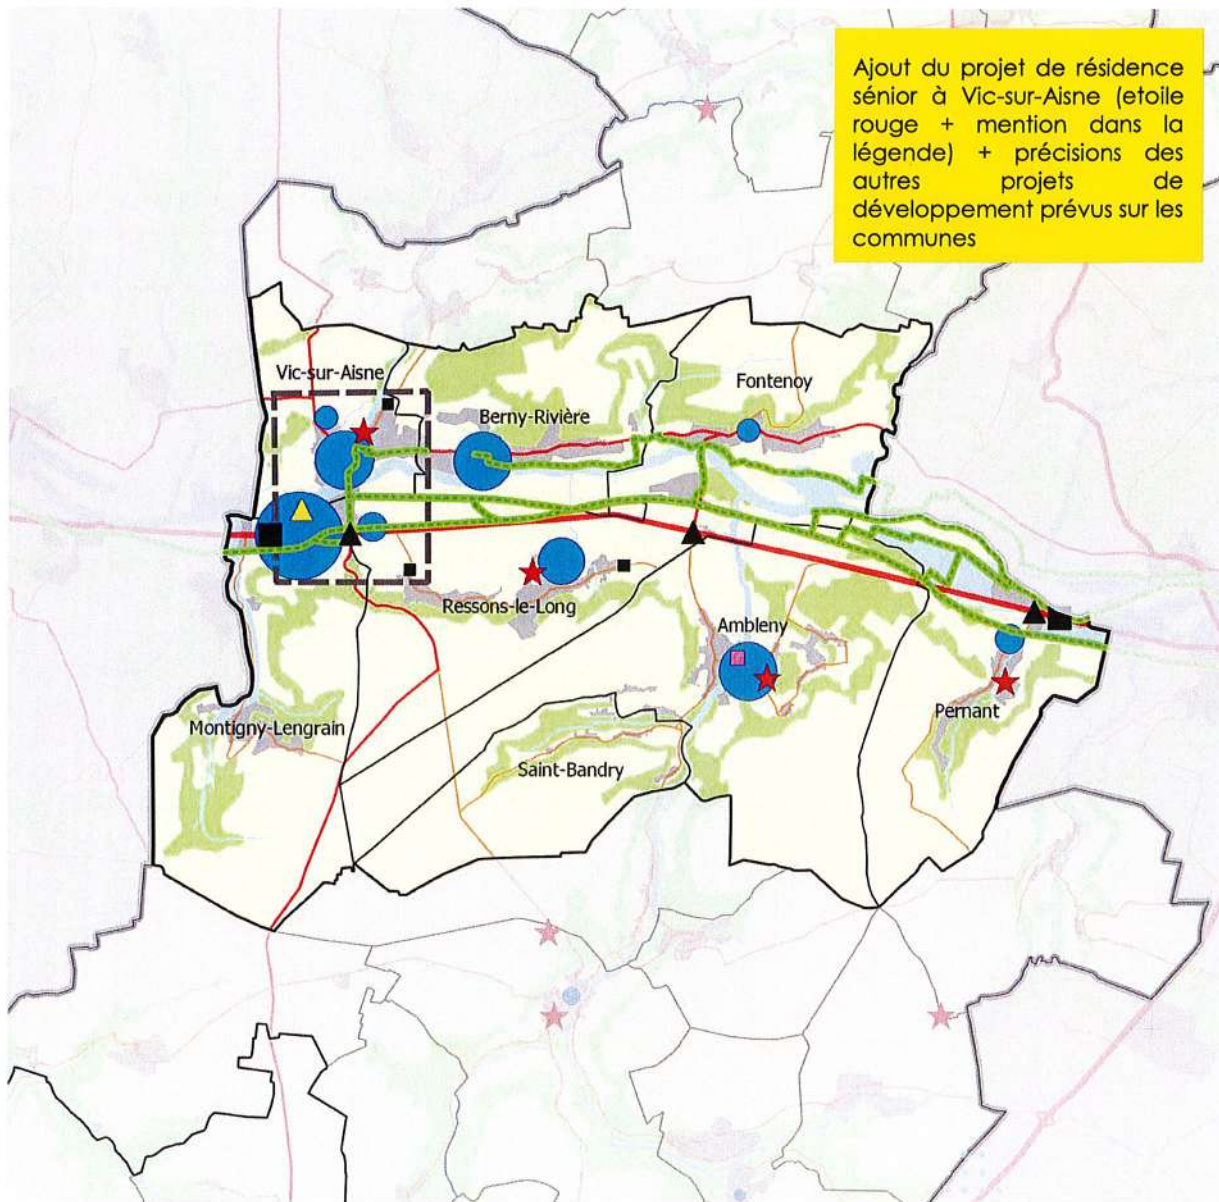 Ajout du projet de résidence
sénior à Vic-sur-Aisne (etoile
rouge + mention dans la
légende) + précisions des
autres projets de
développement prévus sur les
communes
Vic-sur-Aisne
Fontenoy
Berny-Rivière
Ressons-le-Long
Ambleny
Pernant
Montigny-Lengrain
Saint-Bandry